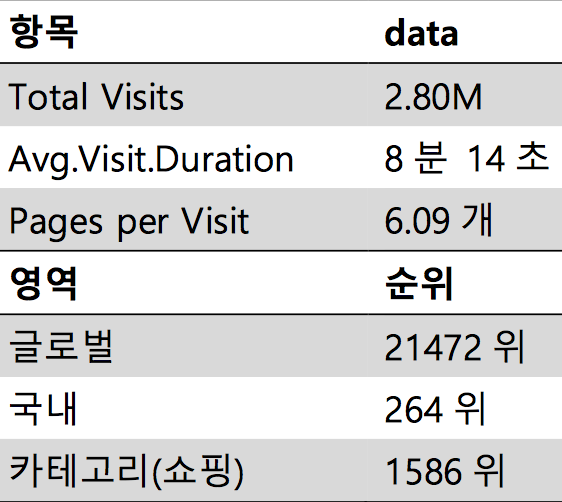 항목 data
Total Visits 2.80M
Avg.Visit.Duration 8 분 14 초
Pages per Visit 6.09 개
영역 순위
글로벌 21472 위
국내 264 위
카테고리(쇼핑) 1586 위